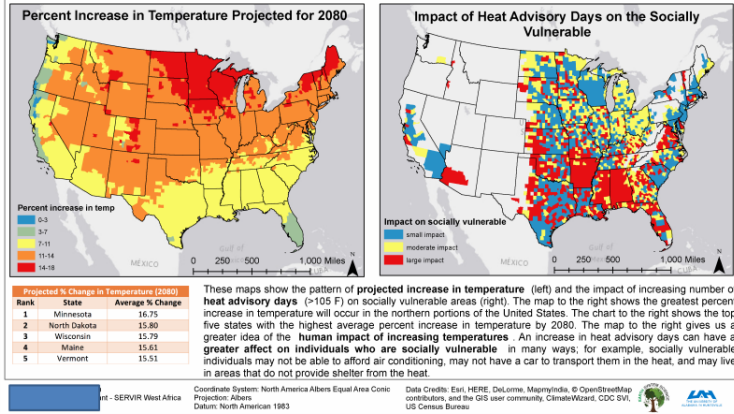 Percent Increase in Temperature Projected for 2080
Percent increase in temp
0-3
3-7
7-11
11-14
14-18
MÉXICO
Gulf of
CUBA
0 250 500 1,000 Miles
N
Impact of Heat Advisory Days on the Socially
Vulnerable
Impact on socially vulnerable
small impact
moderate impact
large impact
MÉXICO
Gulf of
CUBA
0 250 500 1,000 Miles
N
Projected % Change in Temperature (2080)
Rank State Average % Change
1 Minnesota 16.75
2 North Dakota 15.80
3 Wisconsin 15.79
4 Maine 15.61
5 Vermont 15.51
These maps show the pattern of projected increase in temperature (left) and the impact of increasing number of
heat advisory days (>105 F) on socially vulnerable areas (right). The map to the right shows the greatest percent
increase in temperature will occur in the northern portions of the United States. The chart to the right shows the top
five states with the highest average percent increase in temperature by 2080. The map to the right gives us a
greater idea of the human impact of increasing temperatures . An increase in heat advisory days can have a
greater affect on individuals who are socially vulnerable in many ways; for example, socially vulnerable
individuals may not be able to afford air conditioning, may not have a car to transport them in the heat, and may live
in areas that do not provide shelter from the heat.
ant - SERVIR West Africa
Coordinate System: North America Albers Equal Area Conic
Projection: Albers
Datum: North American 1983
Data Credits: Esri, HERE, DeLorme, MapmyIndia, © OpenStreetMap
contributors, and the GIS user community, ClimateWizard, CDC SVI,
US Census Bureau